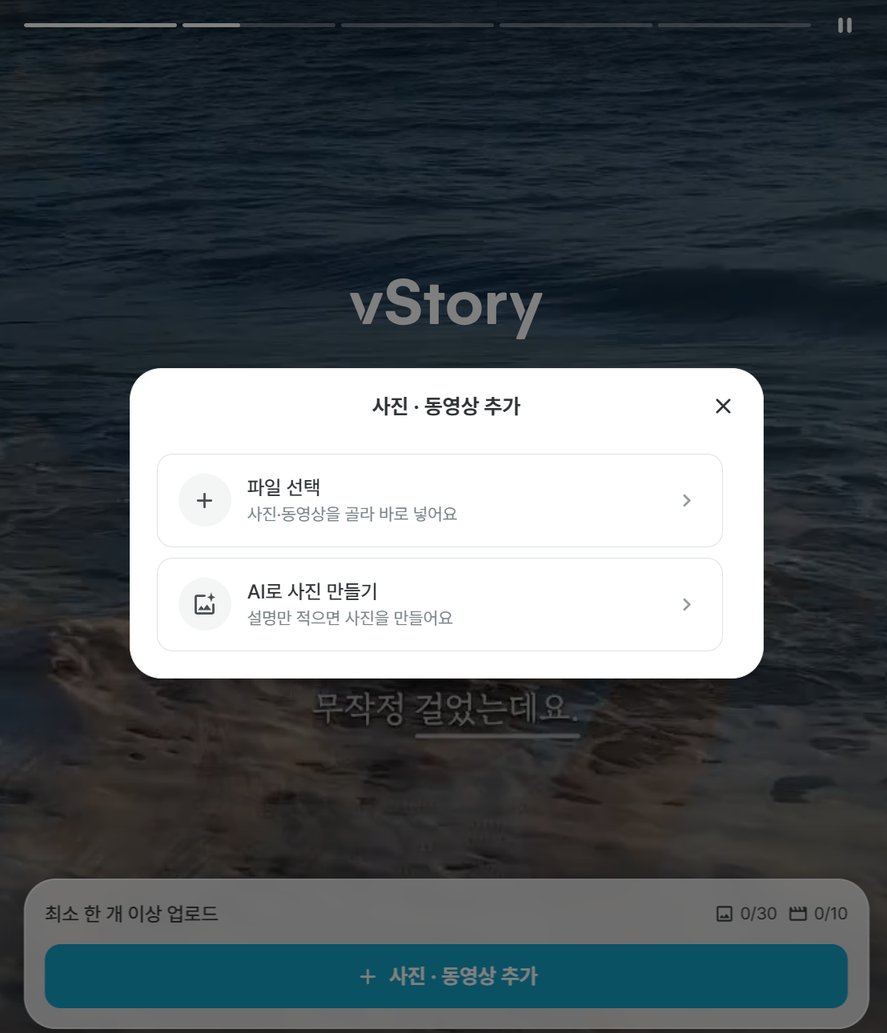 vStory
사진 · 동영상 추가
파일 선택
사진·동영상을 골라 바로 넣어요
AI로 사진 만들기
설명만 적으면 사진을 만들어요
무작정 걸었는데요.
최소 한 개 이상 업로드 0/30 0/10
+ 사진 · 동영상 추가